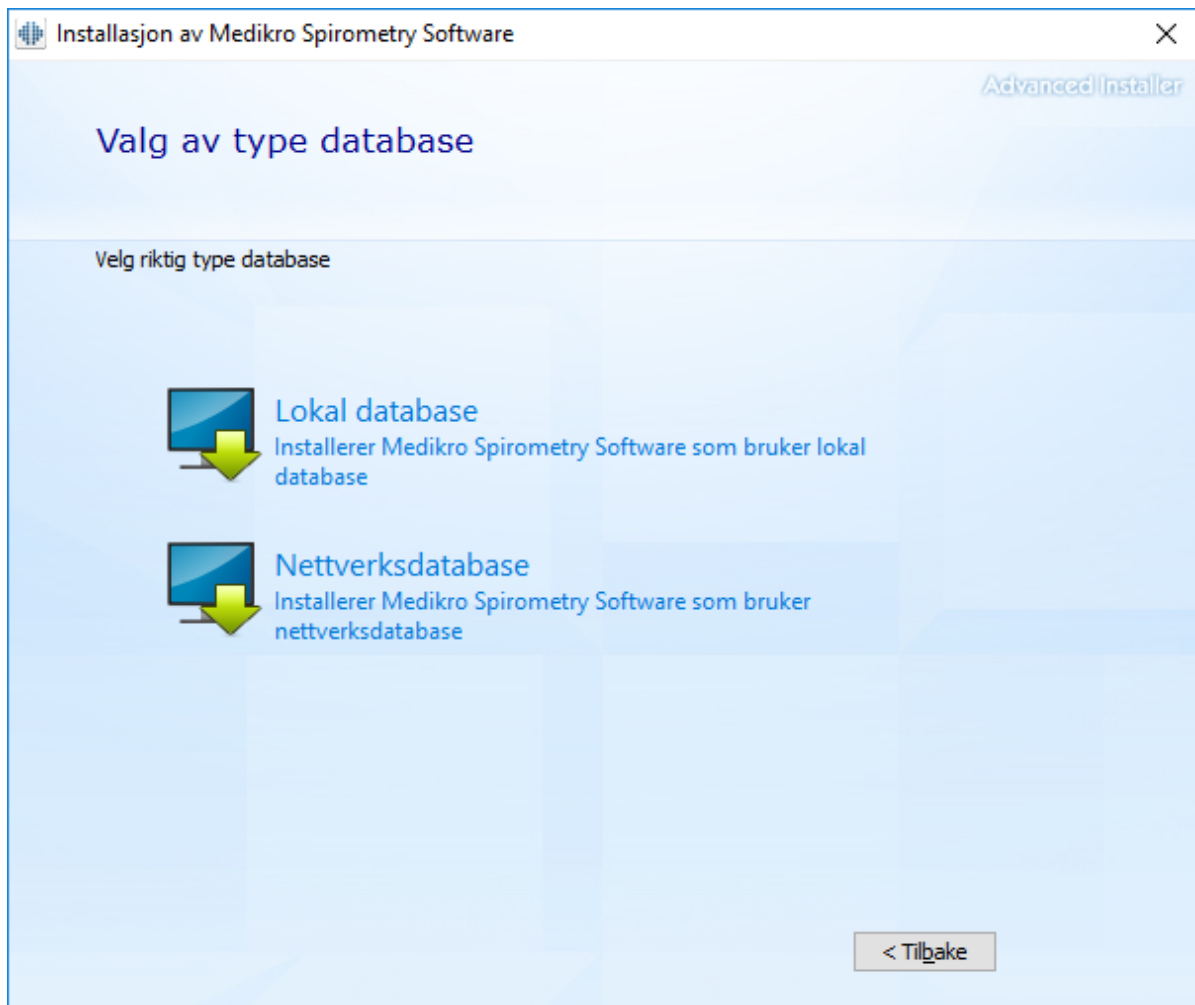 Installasjon av Medikro Spirometry Software
Advanced Installer
Valg av type database
Velg riktig type database
Lokal database
Installerer Medikro Spirometry Software som bruker lokal
database
Nettverksdatabase
Installerer Medikro Spirometry Software som bruker
nettverksdatabase
< Tilbake